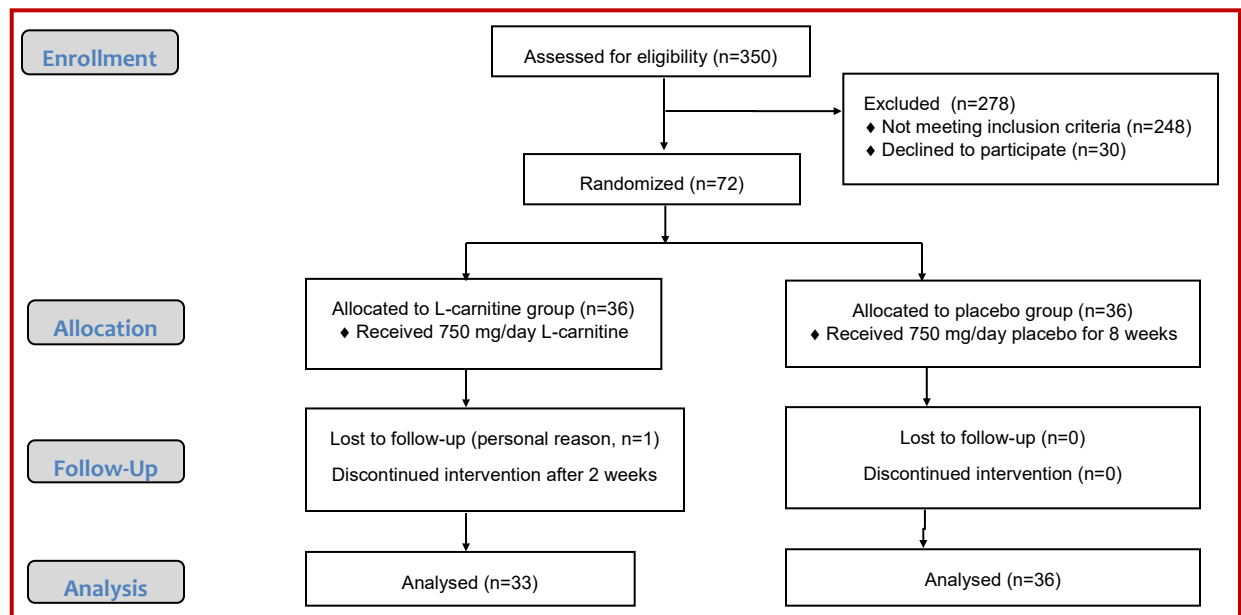 Enrollment
Assessed for eligibility (n=350)
Excluded (n=278)
♦ Not meeting inclusion criteria (n=248)
♦ Declined to participate (n=30)
Randomized (n=72)
Allocation
Allocated to L-carnitine group (n=36)
♦ Received 750 mg/day L-carnitine
Allocated to placebo group (n=36)
♦ Received 750 mg/day placebo for 8 weeks
Follow-Up
Lost to follow-up (personal reason, n=1)
Discontinued intervention after 2 weeks
Lost to follow-up (n=0)
Discontinued intervention (n=0)
Analysis
Analysed (n=33)
Analysed (n=36)